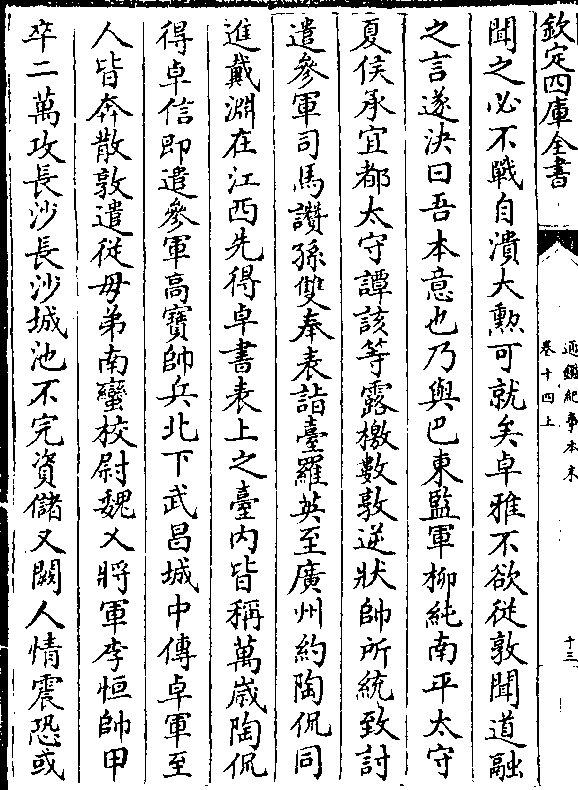 欽定四庫全書
通鑑紀事本末
卷十四上
十三
聞之必不戰自潰大勲可就矣卓雅不欲從敦聞道融
之言遂決曰吾本意也乃與巴東監軍栁純南平太守
夏侯承宜都太守譚該等露檄數敦逆狀帥所統致討
遣參軍司馬讚孫雙奉表詣臺羅英至廣州約陶侃同
進戴淵在江西先得卓書表上之臺内皆稱萬歲陶侃
得卓信即遣參軍高寶帥兵北下武昌城中傳卓軍至
人皆奔散敦遣從母弟南蠻校尉魏乂將軍李恒帥甲
卒二萬攻長沙長沙城池不完資儲又闕人情震恐或